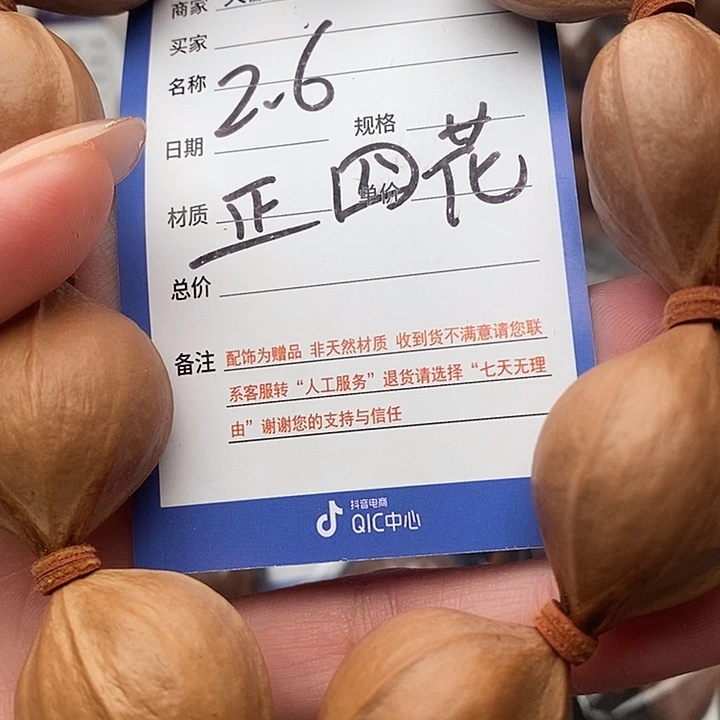 商家
买家
名称 2.6
日期 规格
材质 正四花 单价
总价
备注 配饰为赠品 非天然材质 收到货不满意请您联
系客服转“人工服务”退货请选择“七天无理
由”谢谢您的支持与信任
抖音电商
QIC中心